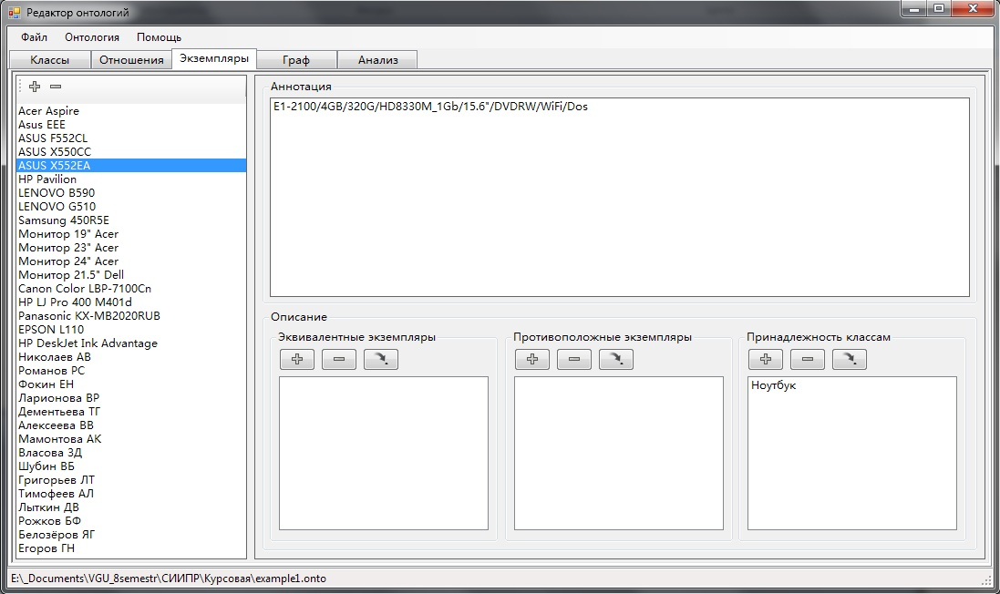 Редактор онтологий
Файл Онтология Помощь
Классы Отношения Экземпляры Граф Анализ
Acer Aspire
Asus EEE
ASUS F552CL
ASUS X550CC
ASUS X552EA
HP Pavilion
LENOVO B590
LENOVO G510
Samsung 450R5E
Монитор 19" Acer
Монитор 23" Acer
Монитор 24" Acer
Монитор 21.5" Dell
Canon Color LBP-7100Cn
HP LJ Pro 400 M401d
Panasonic KX-MB2020RUB
EPSON L110
HP DeskJet Ink Advantage
Николаев АВ
Романов РС
Фокин ЕН
Ларионова ВР
Дементьева ТГ
Алексеева ВВ
Мамонтова АК
Власова ЗД
Шубин ВБ
Григорьев ЛТ
Тимофеев АЛ
Лыткин ДВ
Рожков БФ
Белозёров ЯГ
Егоров ГН
Аннотация
E1-2100/4GB/320G/HD8330M_1Gb/15.6"/DVDRW/WiFi/Dos
Описание
Эквивалентные экземпляры
Противоположные экземпляры
Принадлежность классам
Ноутбук
E:\_Documents\VGU_8semestr\СИИПР\Курсовая\example1.onto